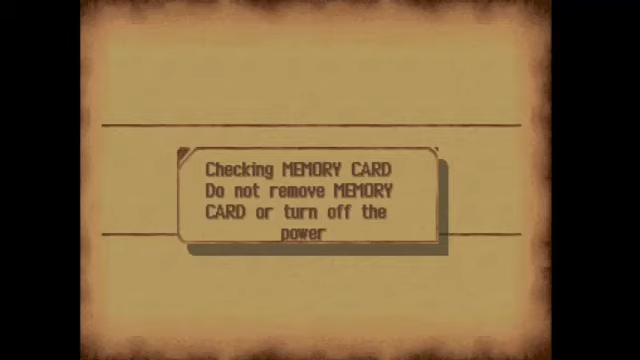 Checking MEMORY CARD
Do not remove MEMORY
CARD or turn off the
power